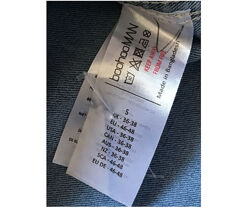 boohooMAN
KEEP AWAY
FROM FIRE
Made in Bangladesh
S
UK - 36-38
EU - 46-48
USA - 36-38
CAN - 36-38
AUS - 36-38
NZ - 36-38
SCA - 46-48
EU DE - 46-48